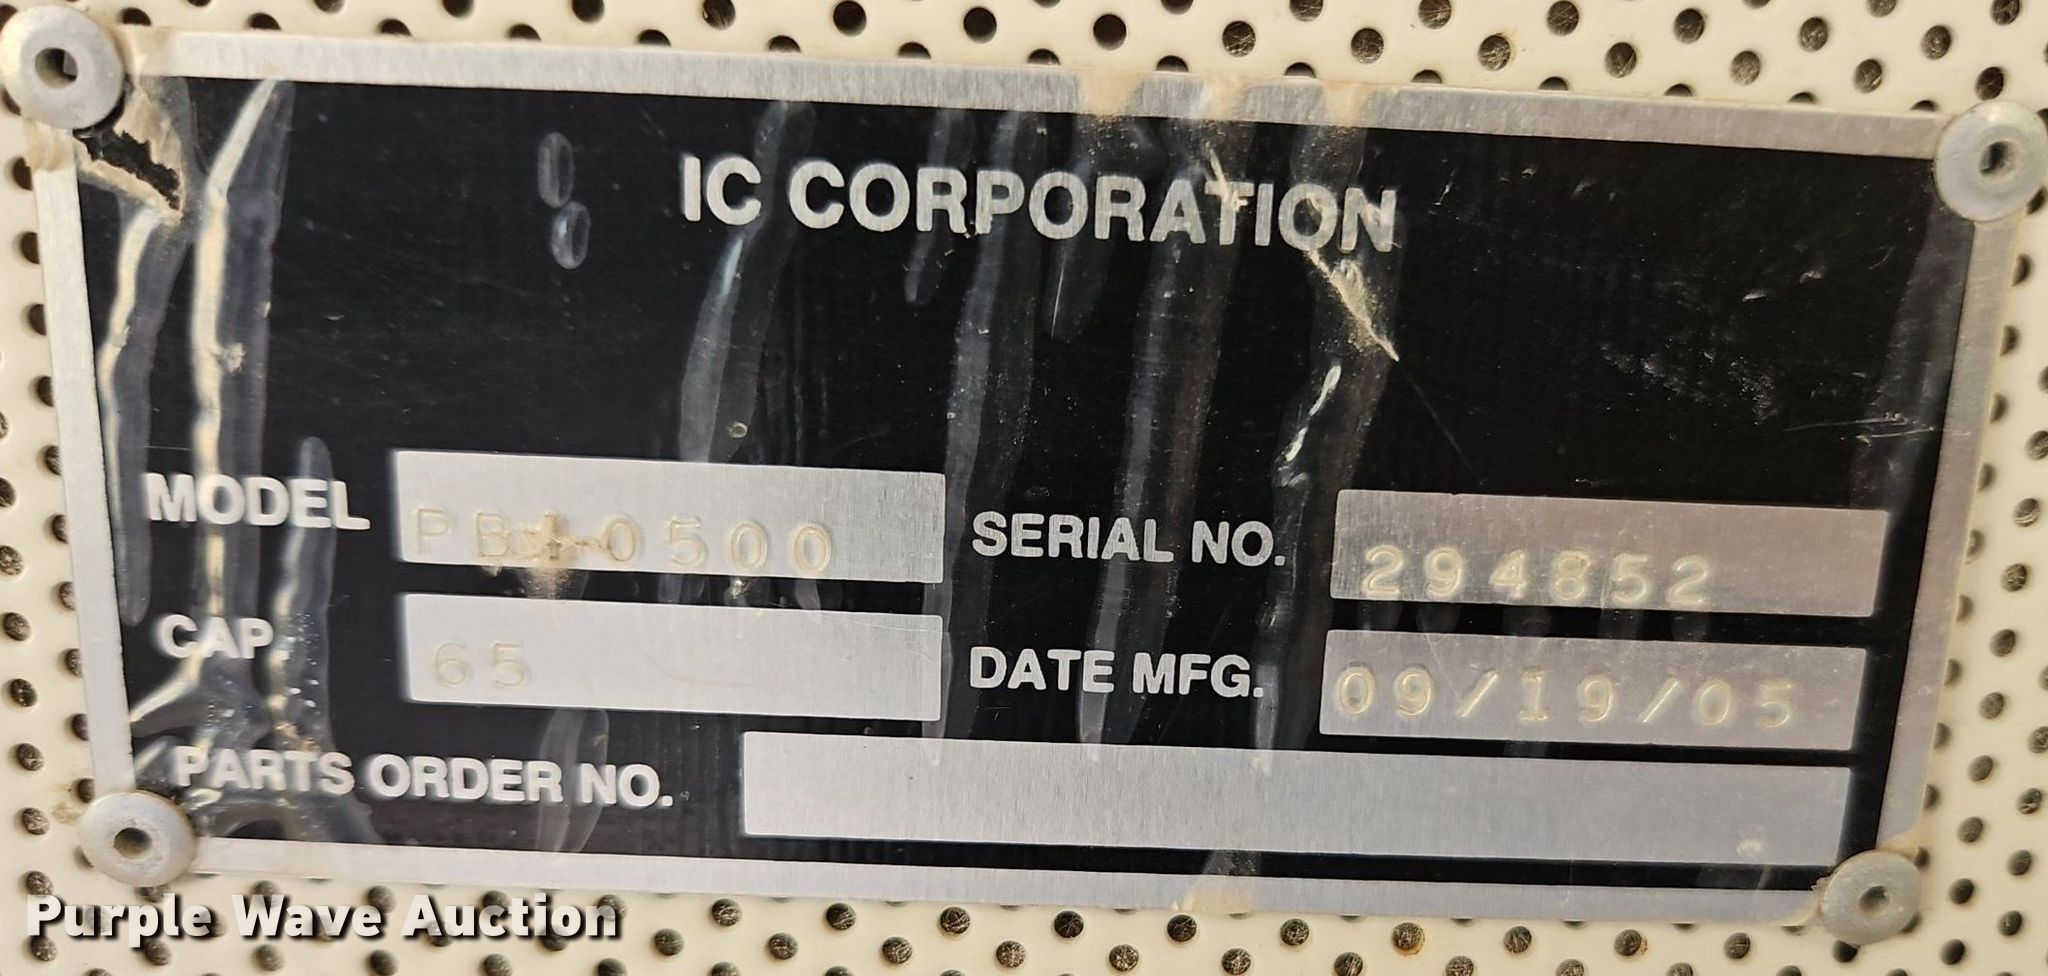 IC CORPORATION
MODEL SERIAL NO. 294852
CAP. 65 DATE MFG. 09/19/05
PARTS ORDER NO.
Purple Wave Auction